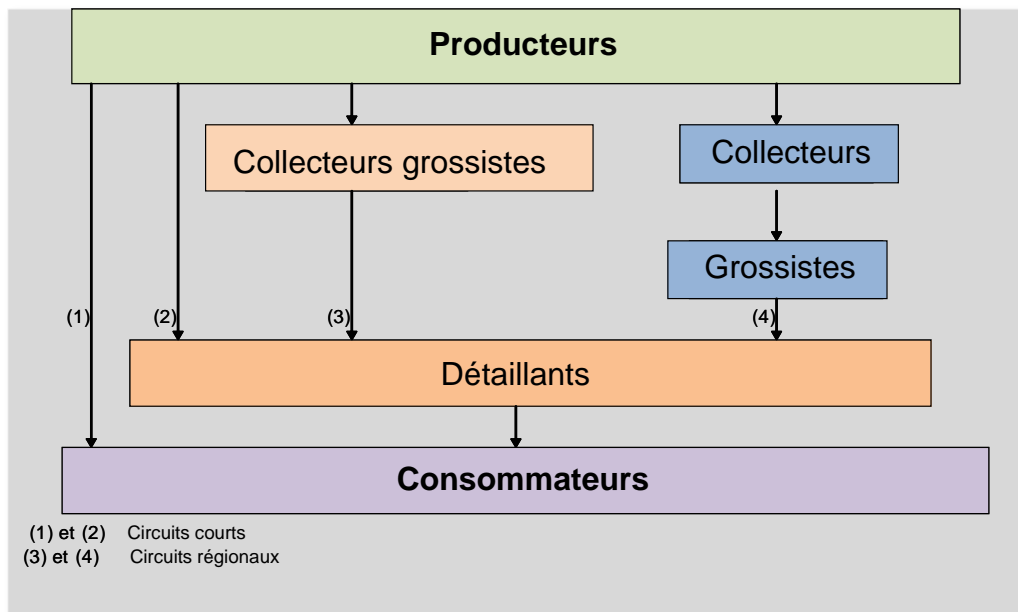 Producteurs
Collecteurs grossistes
Collecteurs
Grossistes
(1)
(2)
(3)
(4)
Détaillants
Consommateurs
(1) et (2) Circuits courts
(3) et (4) Circuits régionaux